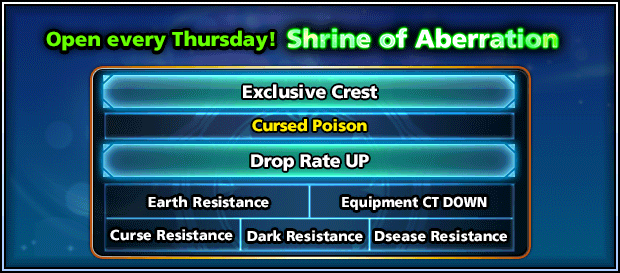 Open every Thursday! Shrine of Aberration
Exclusive Crest
Cursed Poison
Drop Rate UP
Earth Resistance Equipment CT DOWN
Curse Resistance Dark Resistance Dsease Resistance